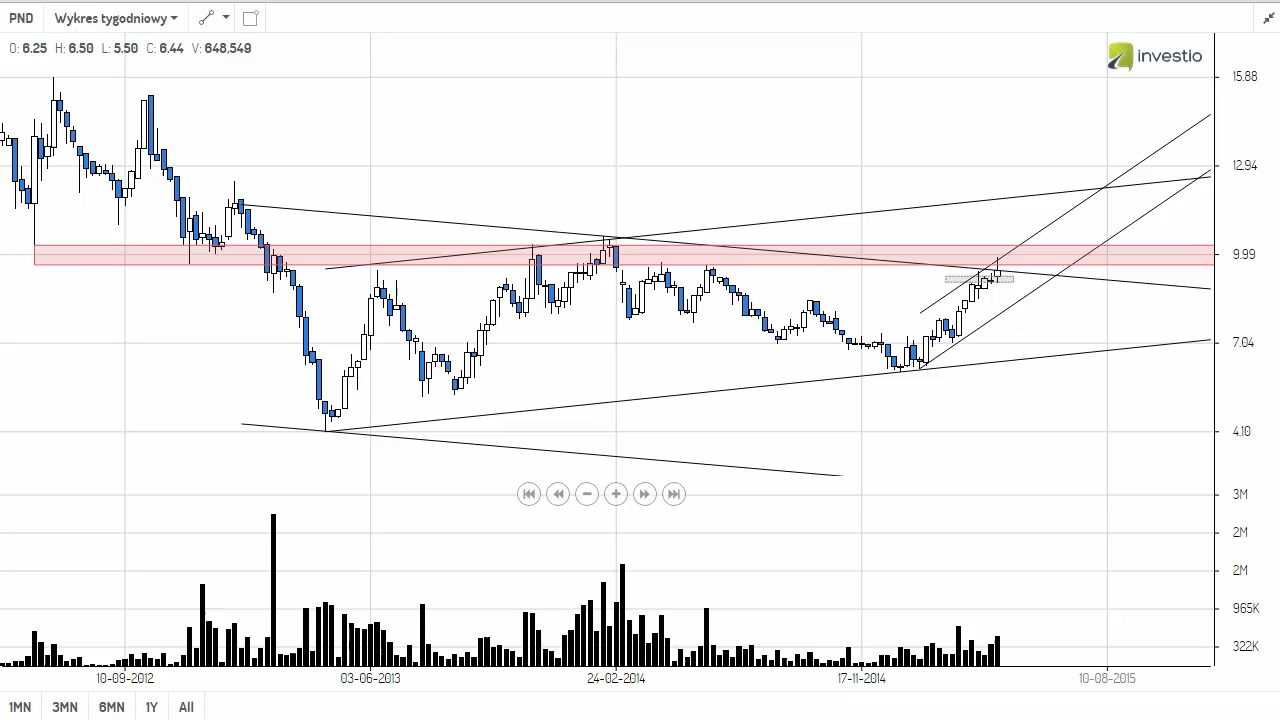 PND Wykres tygodniowy
O: 6.25 H: 6.50 L: 5.50 C: 6.44 V: 648.549
investio
15.88
12.94
9.99
7.04
4.10
3M
2M
2M
965K
322K
10-09-2012 03-06-2013 24-02-2014 17-11-2014 10-08-2015
1MN 3MN 6MN 1Y All